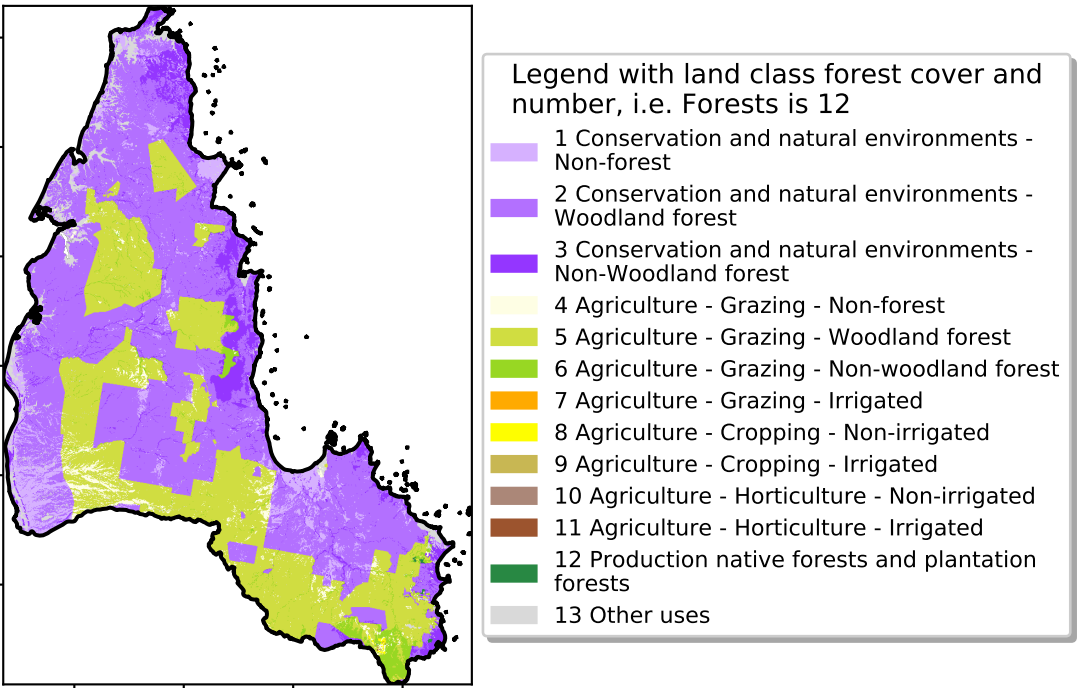 Legend with land class forest cover and
number, i.e. Forests is 12
1 Conservation and natural environments -
Non-forest
2 Conservation and natural environments -
Woodland forest
3 Conservation and natural environments -
Non-Woodland forest
4 Agriculture - Grazing - Non-forest
5 Agriculture - Grazing - Woodland forest
6 Agriculture - Grazing - Non-woodland forest
7 Agriculture - Grazing - Irrigated
8 Agriculture - Cropping - Non-irrigated
9 Agriculture - Cropping - Irrigated
10 Agriculture - Horticulture - Non-irrigated
11 Agriculture - Horticulture - Irrigated
12 Production native forests and plantation
forests
13 Other uses